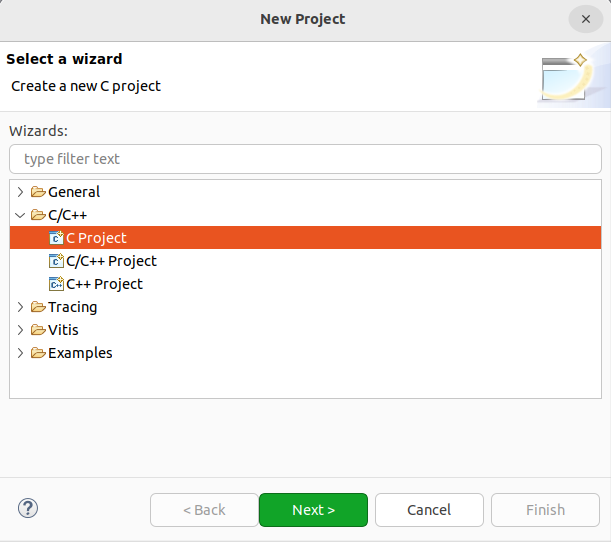 New Project
Select a wizard
Create a new C project
Wizards:
type filter text
General
C/C++
C Project
C/C++ Project
C++ Project
Tracing
Vitis
Examples
< Back Next > Cancel Finish